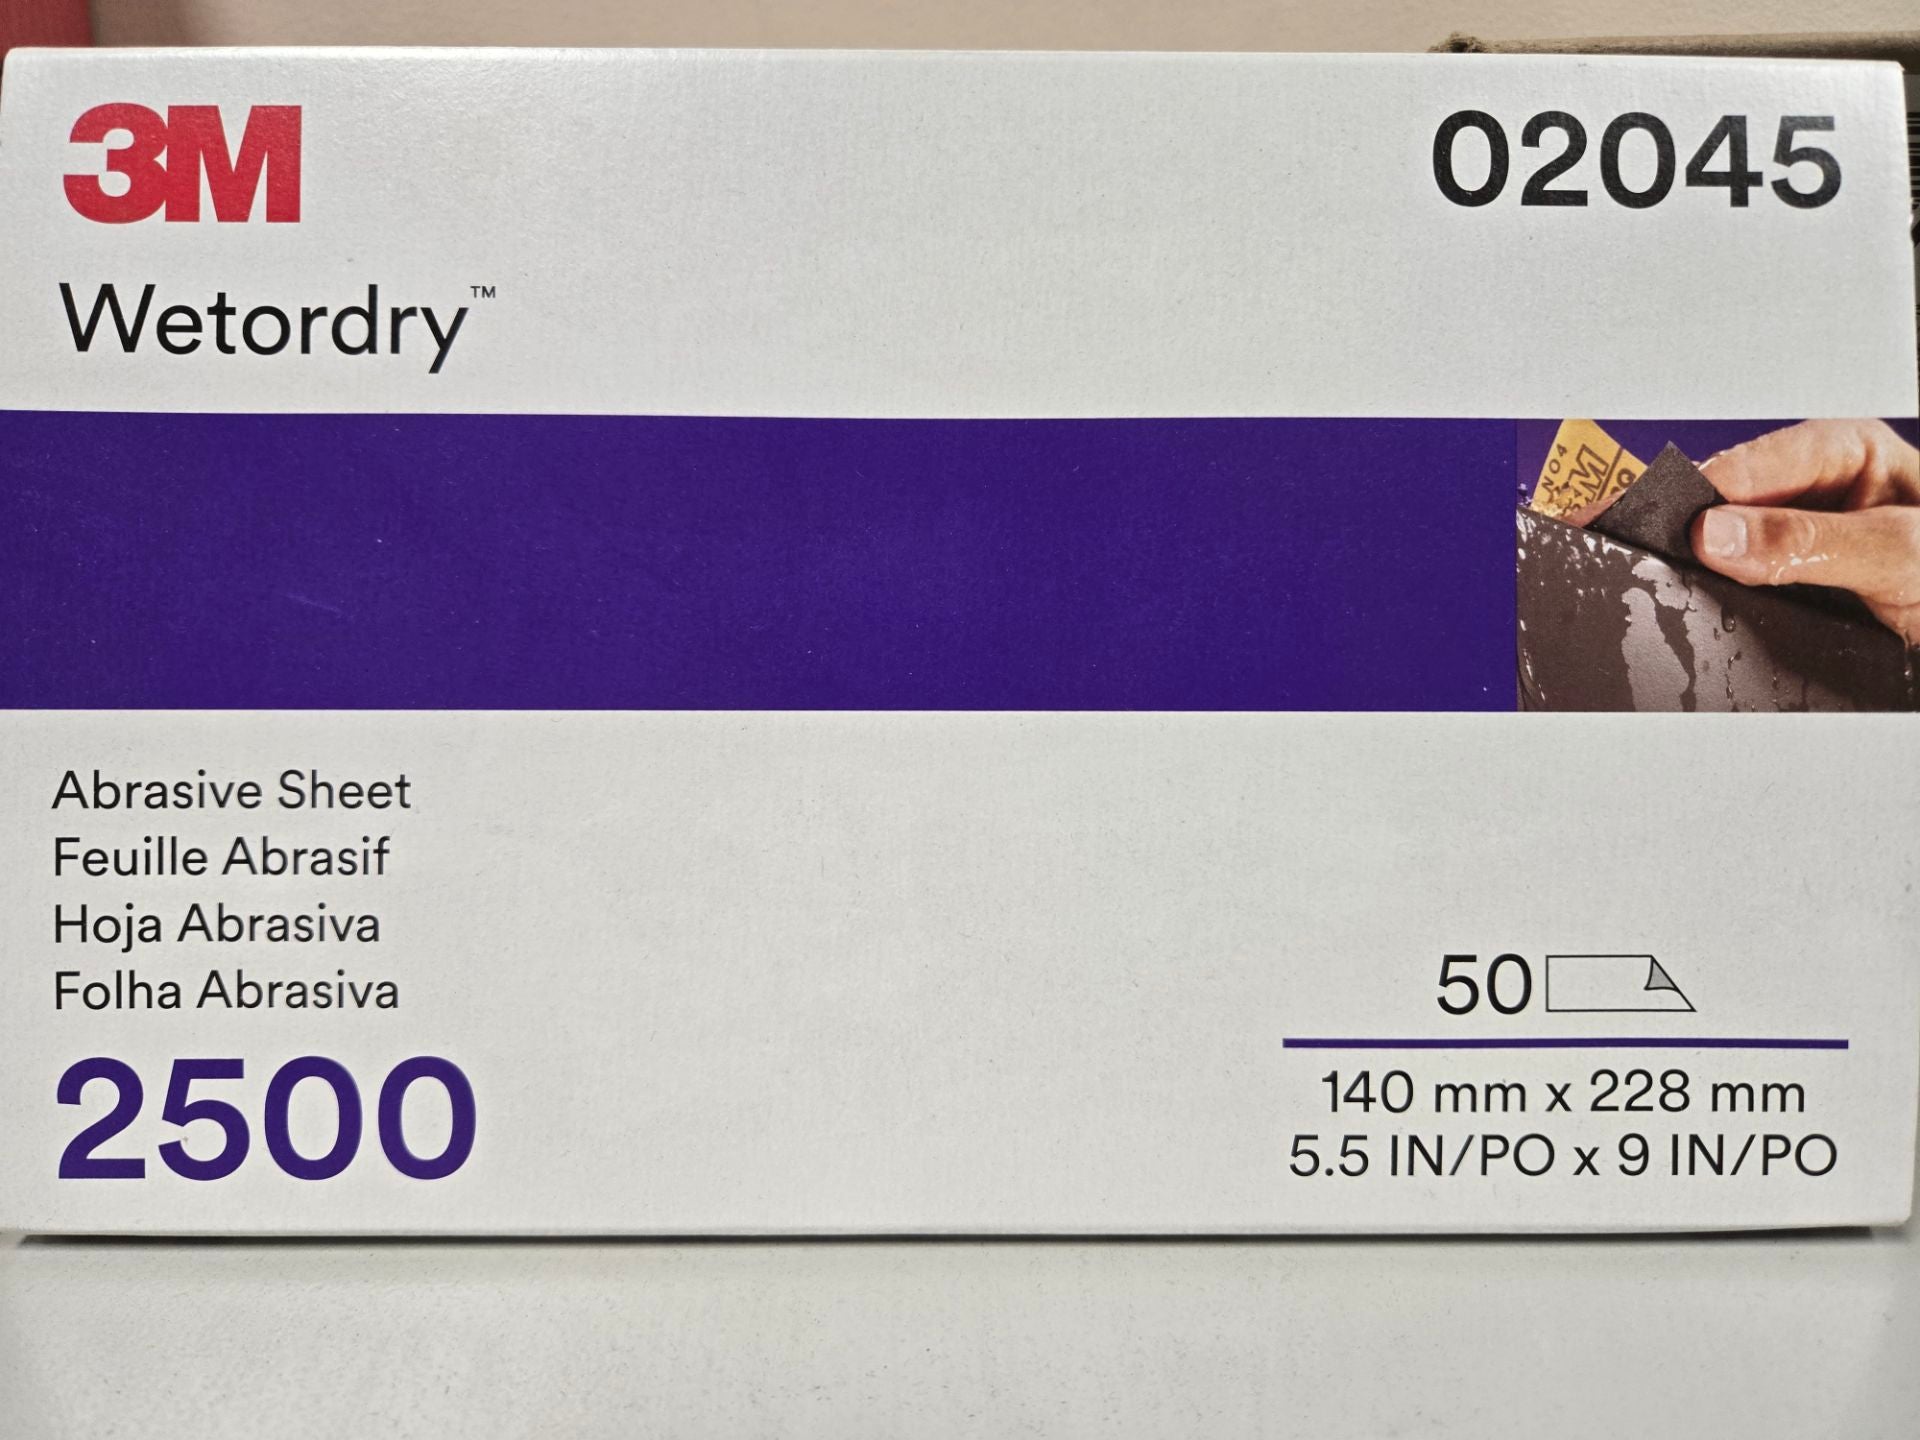 3M
02045
Wetordry™
Abrasive Sheet
Feuille Abrasif
Hoja Abrasiva
Folha Abrasiva
2500
50
140 mm x 228 mm
5.5 IN/PO x 9 IN/PO